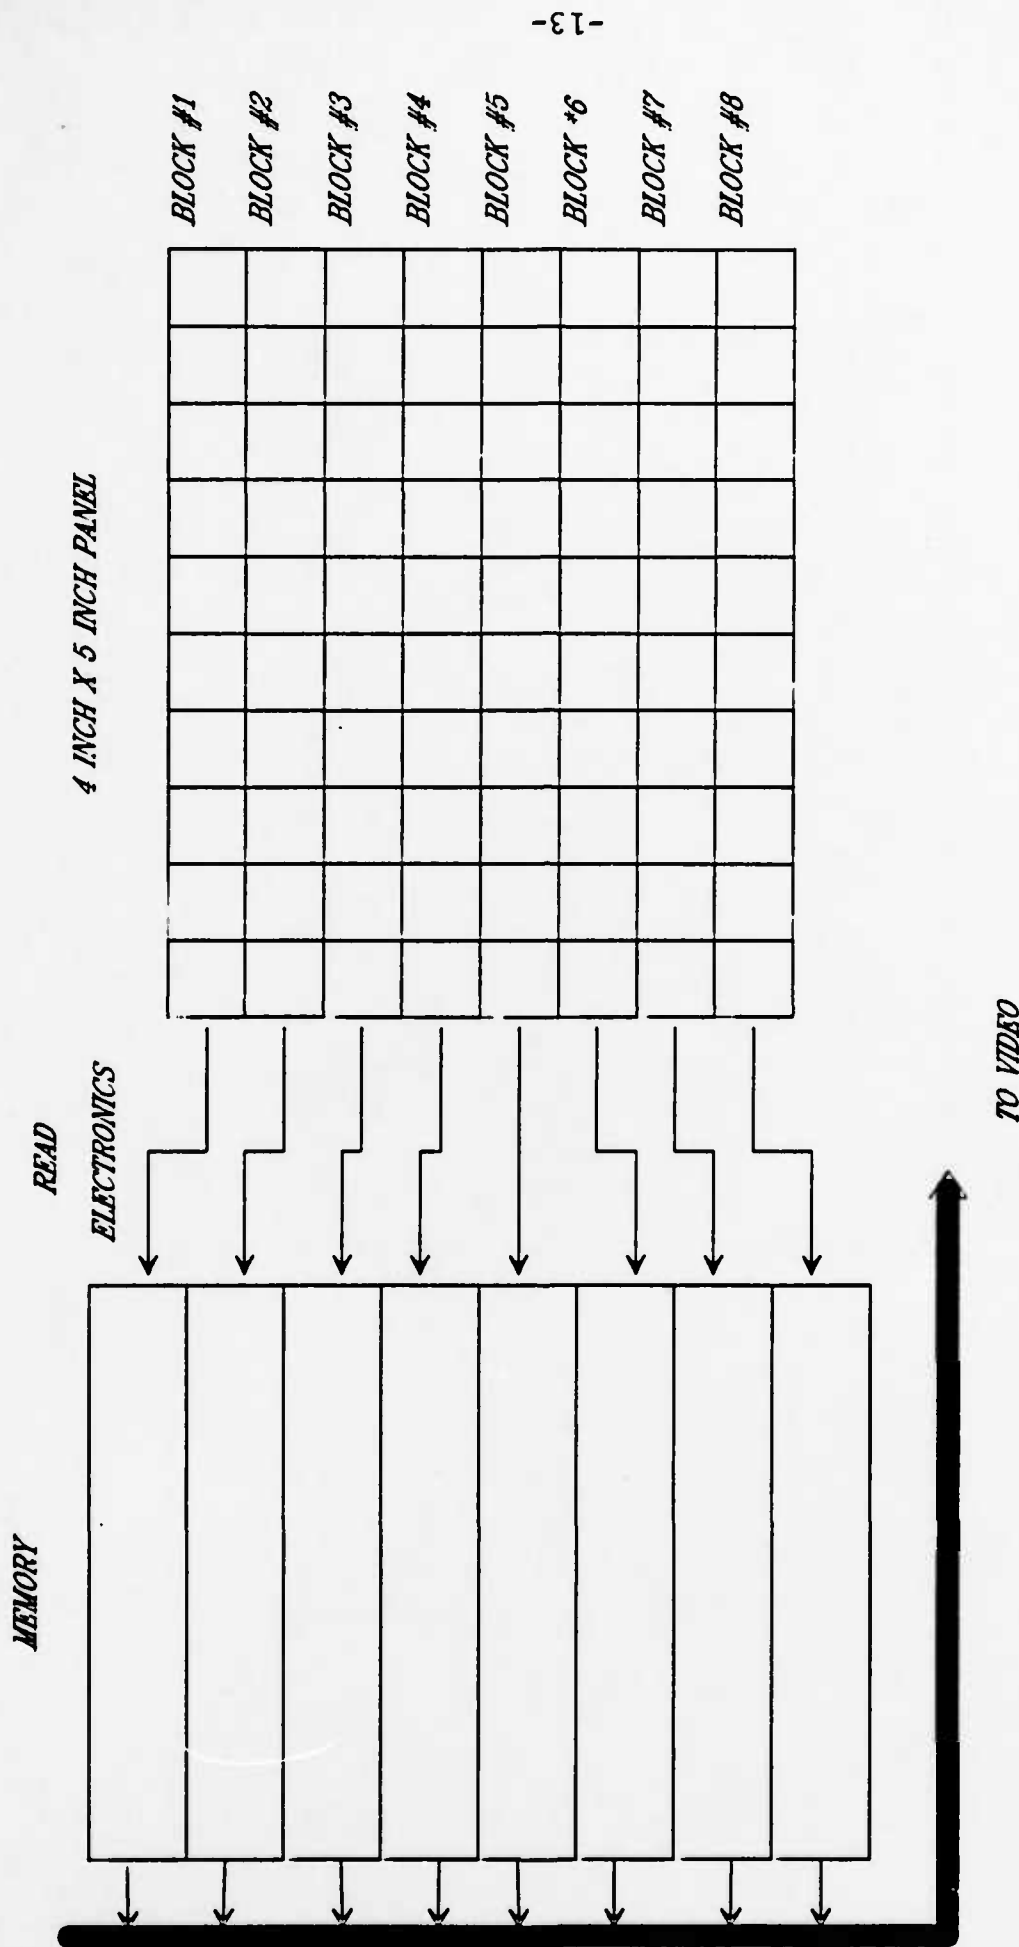 -13-
MEMORY
READ
ELECTRONICS
4 INCH X 5 INCH PANEL
BLOCK #1
BLOCK #2
BLOCK #3
BLOCK #4
BLOCK #5
BLOCK *6
BLOCK #7
BLOCK #8
TO VIDEO